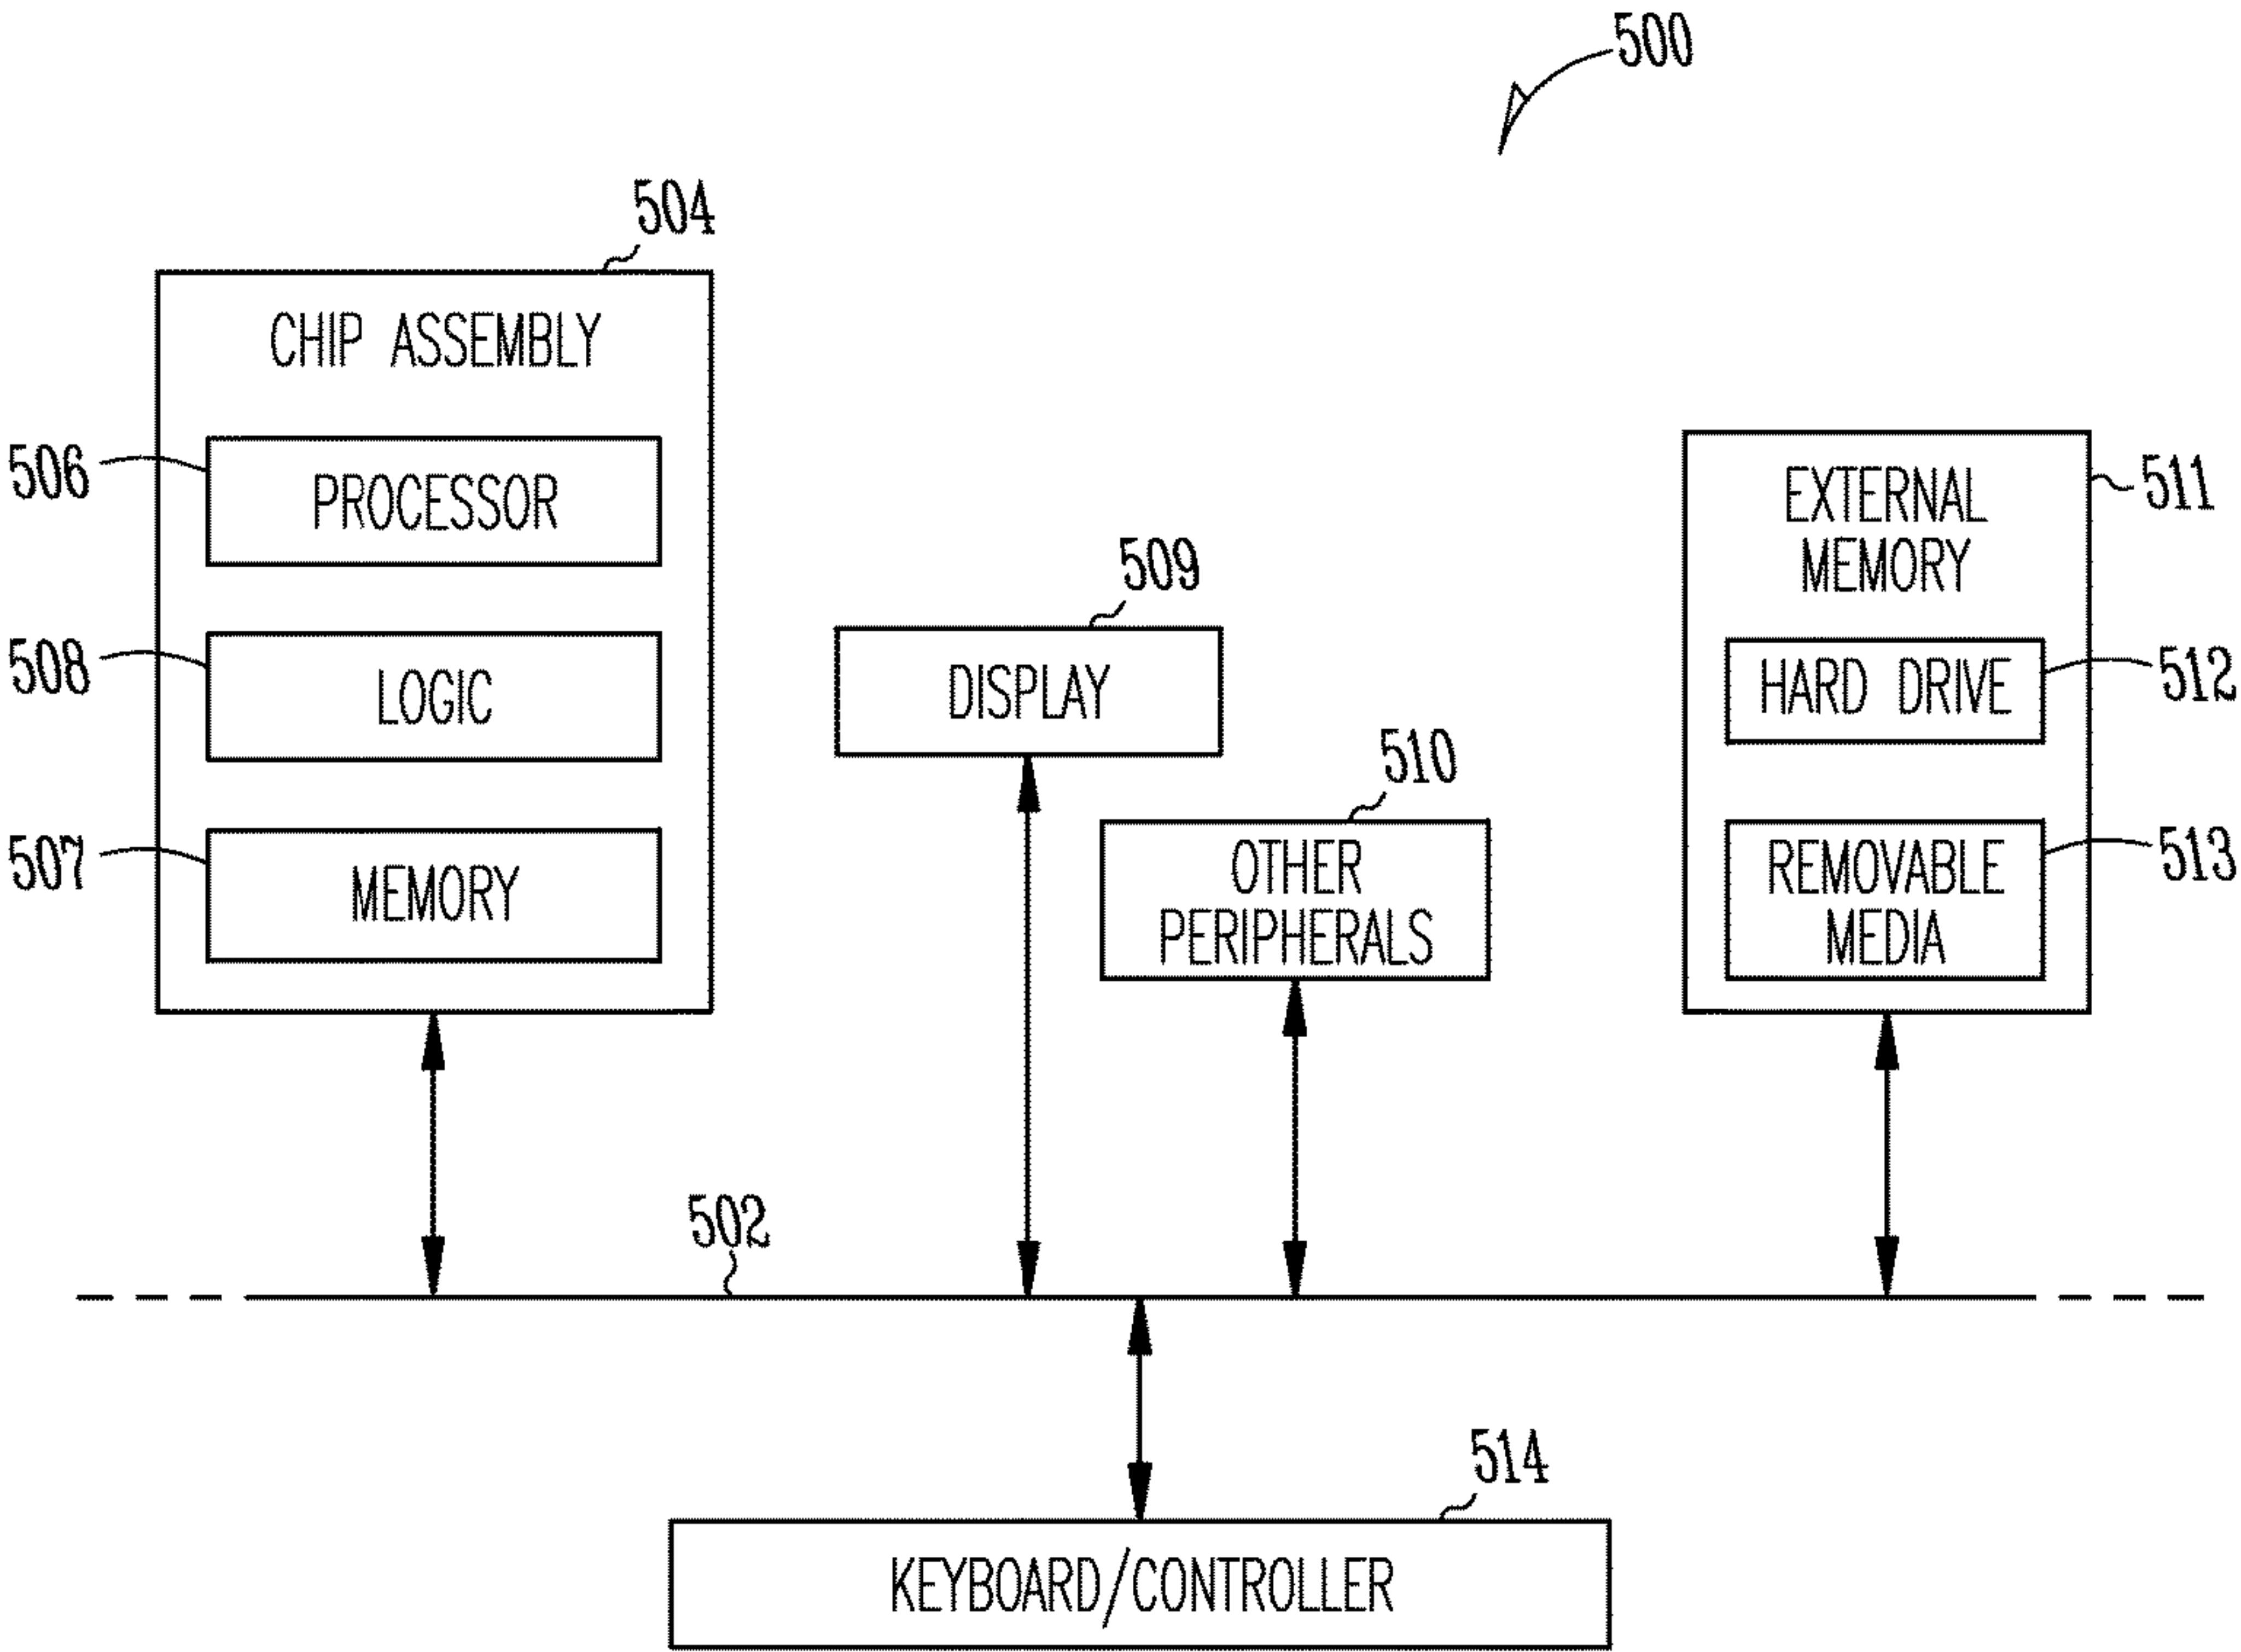 500
504
CHIP ASSEMBLY
506
PROCESSOR
508
LOGIC
507
MEMORY
509
DISPLAY
510
OTHER
PERIPHERALS
511
EXTERNAL
MEMORY
512
HARD DRIVE
513
REMOVABLE
MEDIA
502
514
KEYBOARD/CONTROLLER